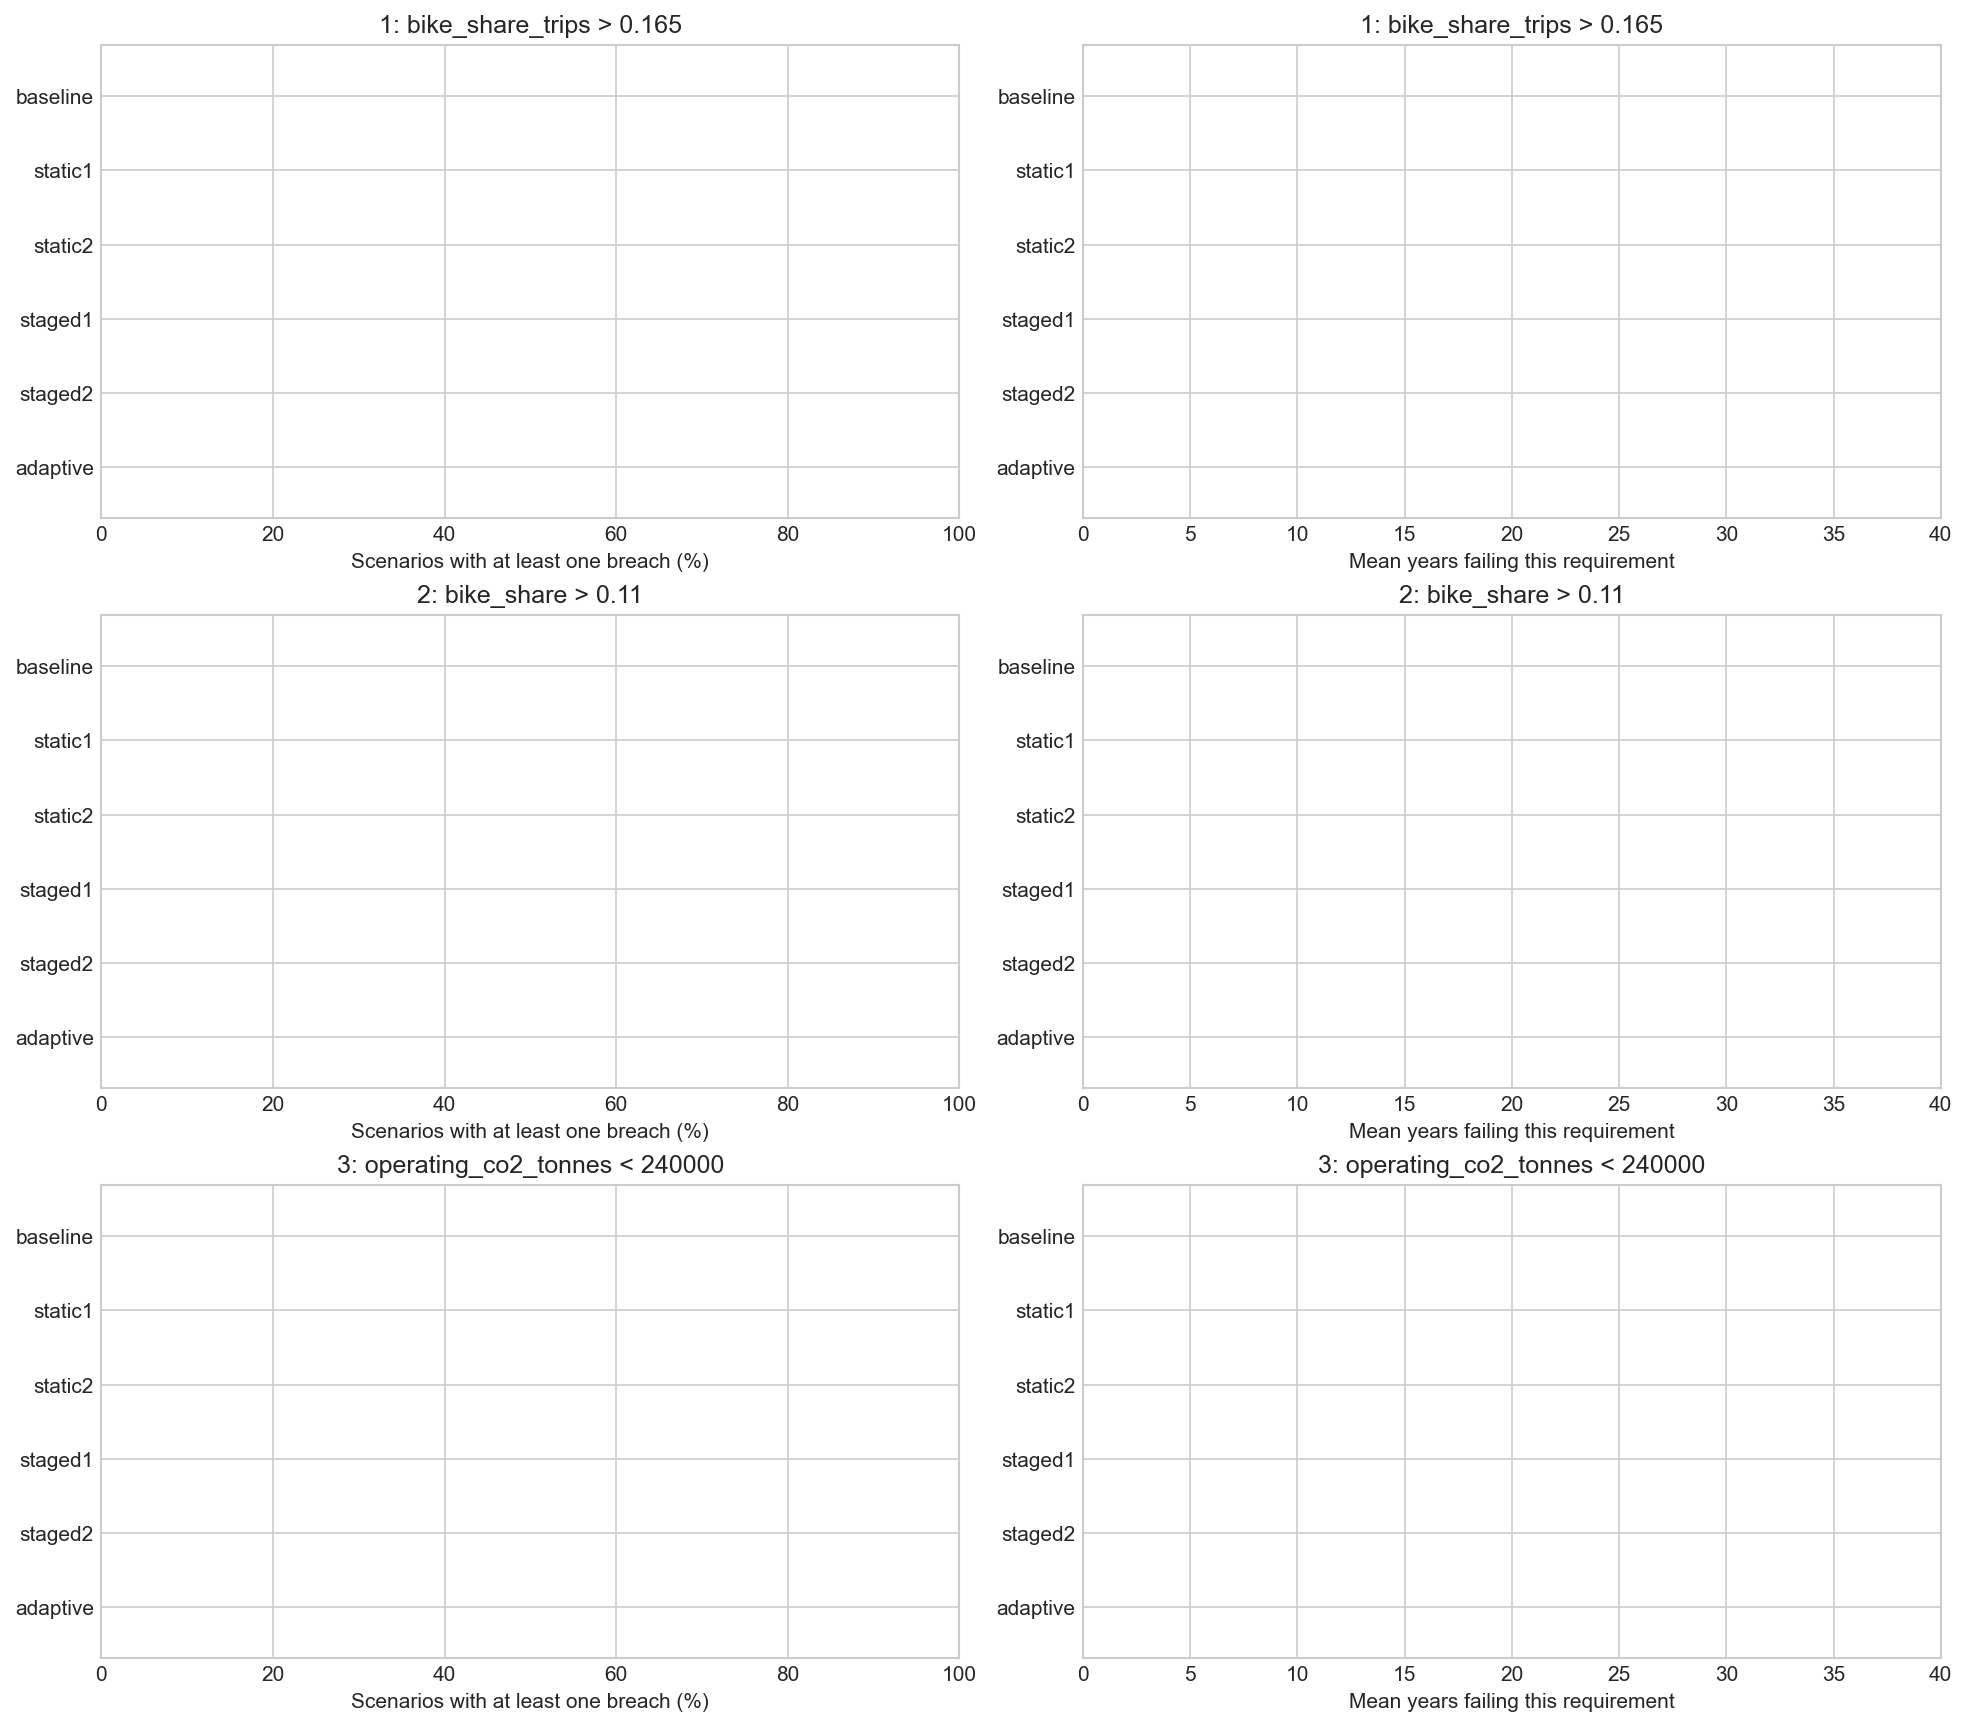 1: bike_share_trips > 0.165
baseline
static1
static2
staged1
staged2
adaptive
0 20 40 60 80 100
Scenarios with at least one breach (%)
1: bike_share_trips > 0.165
baseline
static1
static2
staged1
staged2
adaptive
0 5 10 15 20 25 30 35 40
Mean years failing this requirement
2: bike_share > 0.11
baseline
static1
static2
staged1
staged2
adaptive
0 20 40 60 80 100
Scenarios with at least one breach (%)
2: bike_share > 0.11
baseline
static1
static2
staged1
staged2
adaptive
0 5 10 15 20 25 30 35 40
Mean years failing this requirement
3: operating_co2_tonnes < 240000
baseline
static1
static2
staged1
staged2
adaptive
0 20 40 60 80 100
Scenarios with at least one breach (%)
3: operating_co2_tonnes < 240000
baseline
static1
static2
staged1
staged2
adaptive
0 5 10 15 20 25 30 35 40
Mean years failing this requirement